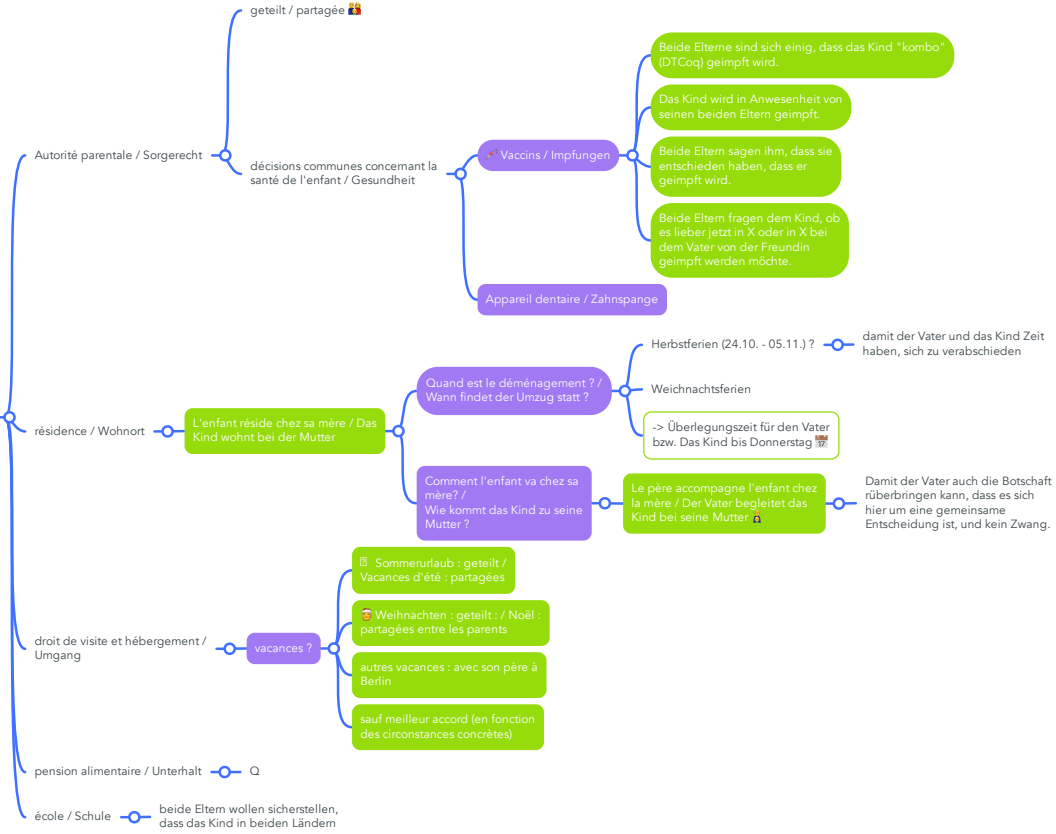 geteilt / partagée
Autorité parentale / Sorgerecht
décisions communes concernant la
santé de l'enfant / Gesundheit
Vaccins / Impfungen
Beide Elterne sind sich einig, dass das Kind "kombo"
(DTCoq) geimpft wird.
Das Kind wird in Anwesenheit von
seinen beiden Eltern geimpft.
Beide Eltern sagen ihm, dass sie
entschieden haben, dass er
geimpft wird.
Beide Eltern fragen dem Kind, ob
es lieber jetzt in X oder in X bei
dem Vater von der Freundin
geimpft werden möchte.
Appareil dentaire / Zahnspange
résidence / Wohnort
L'enfant réside chez sa mère / Das
Kind wohnt bei der Mutter
Quand est le déménagement ? /
Wann findet der Umzug statt ?
Herbstferien (24.10. - 05.11.) ?
damit der Vater und das Kind Zeit
haben, sich zu verabschieden
Weichnachtsferien
-> Überlegungszeit für den Vater
bzw. Das Kind bis Donnerstag
Comment l'enfant va chez sa
mère? /
Wie kommt das Kind zu seine
Mutter ?
Le père accompagne l'enfant chez
la mère / Der Vater begleitet das
Kind bei seine Mutter
Damit der Vater auch die Botschaft
rüberbringen kann, dass es sich
hier um eine gemeinsame
Entscheidung ist, und kein Zwang.
droit de visite et hébergement /
Umgang
vacances ?
Sommerurlaub : geteilt /
Vacances d'été : partagées
Weihnachten : geteilt : / Noël :
partagées entre les parents
autres vacances : avec son père à
Berlin
sauf meilleur accord (en fonction
des circonstances concrètes)
pension alimentaire / Unterhalt
Q
école / Schule
beide Eltern wollen sicherstellen,
dass das Kind in beiden Ländern